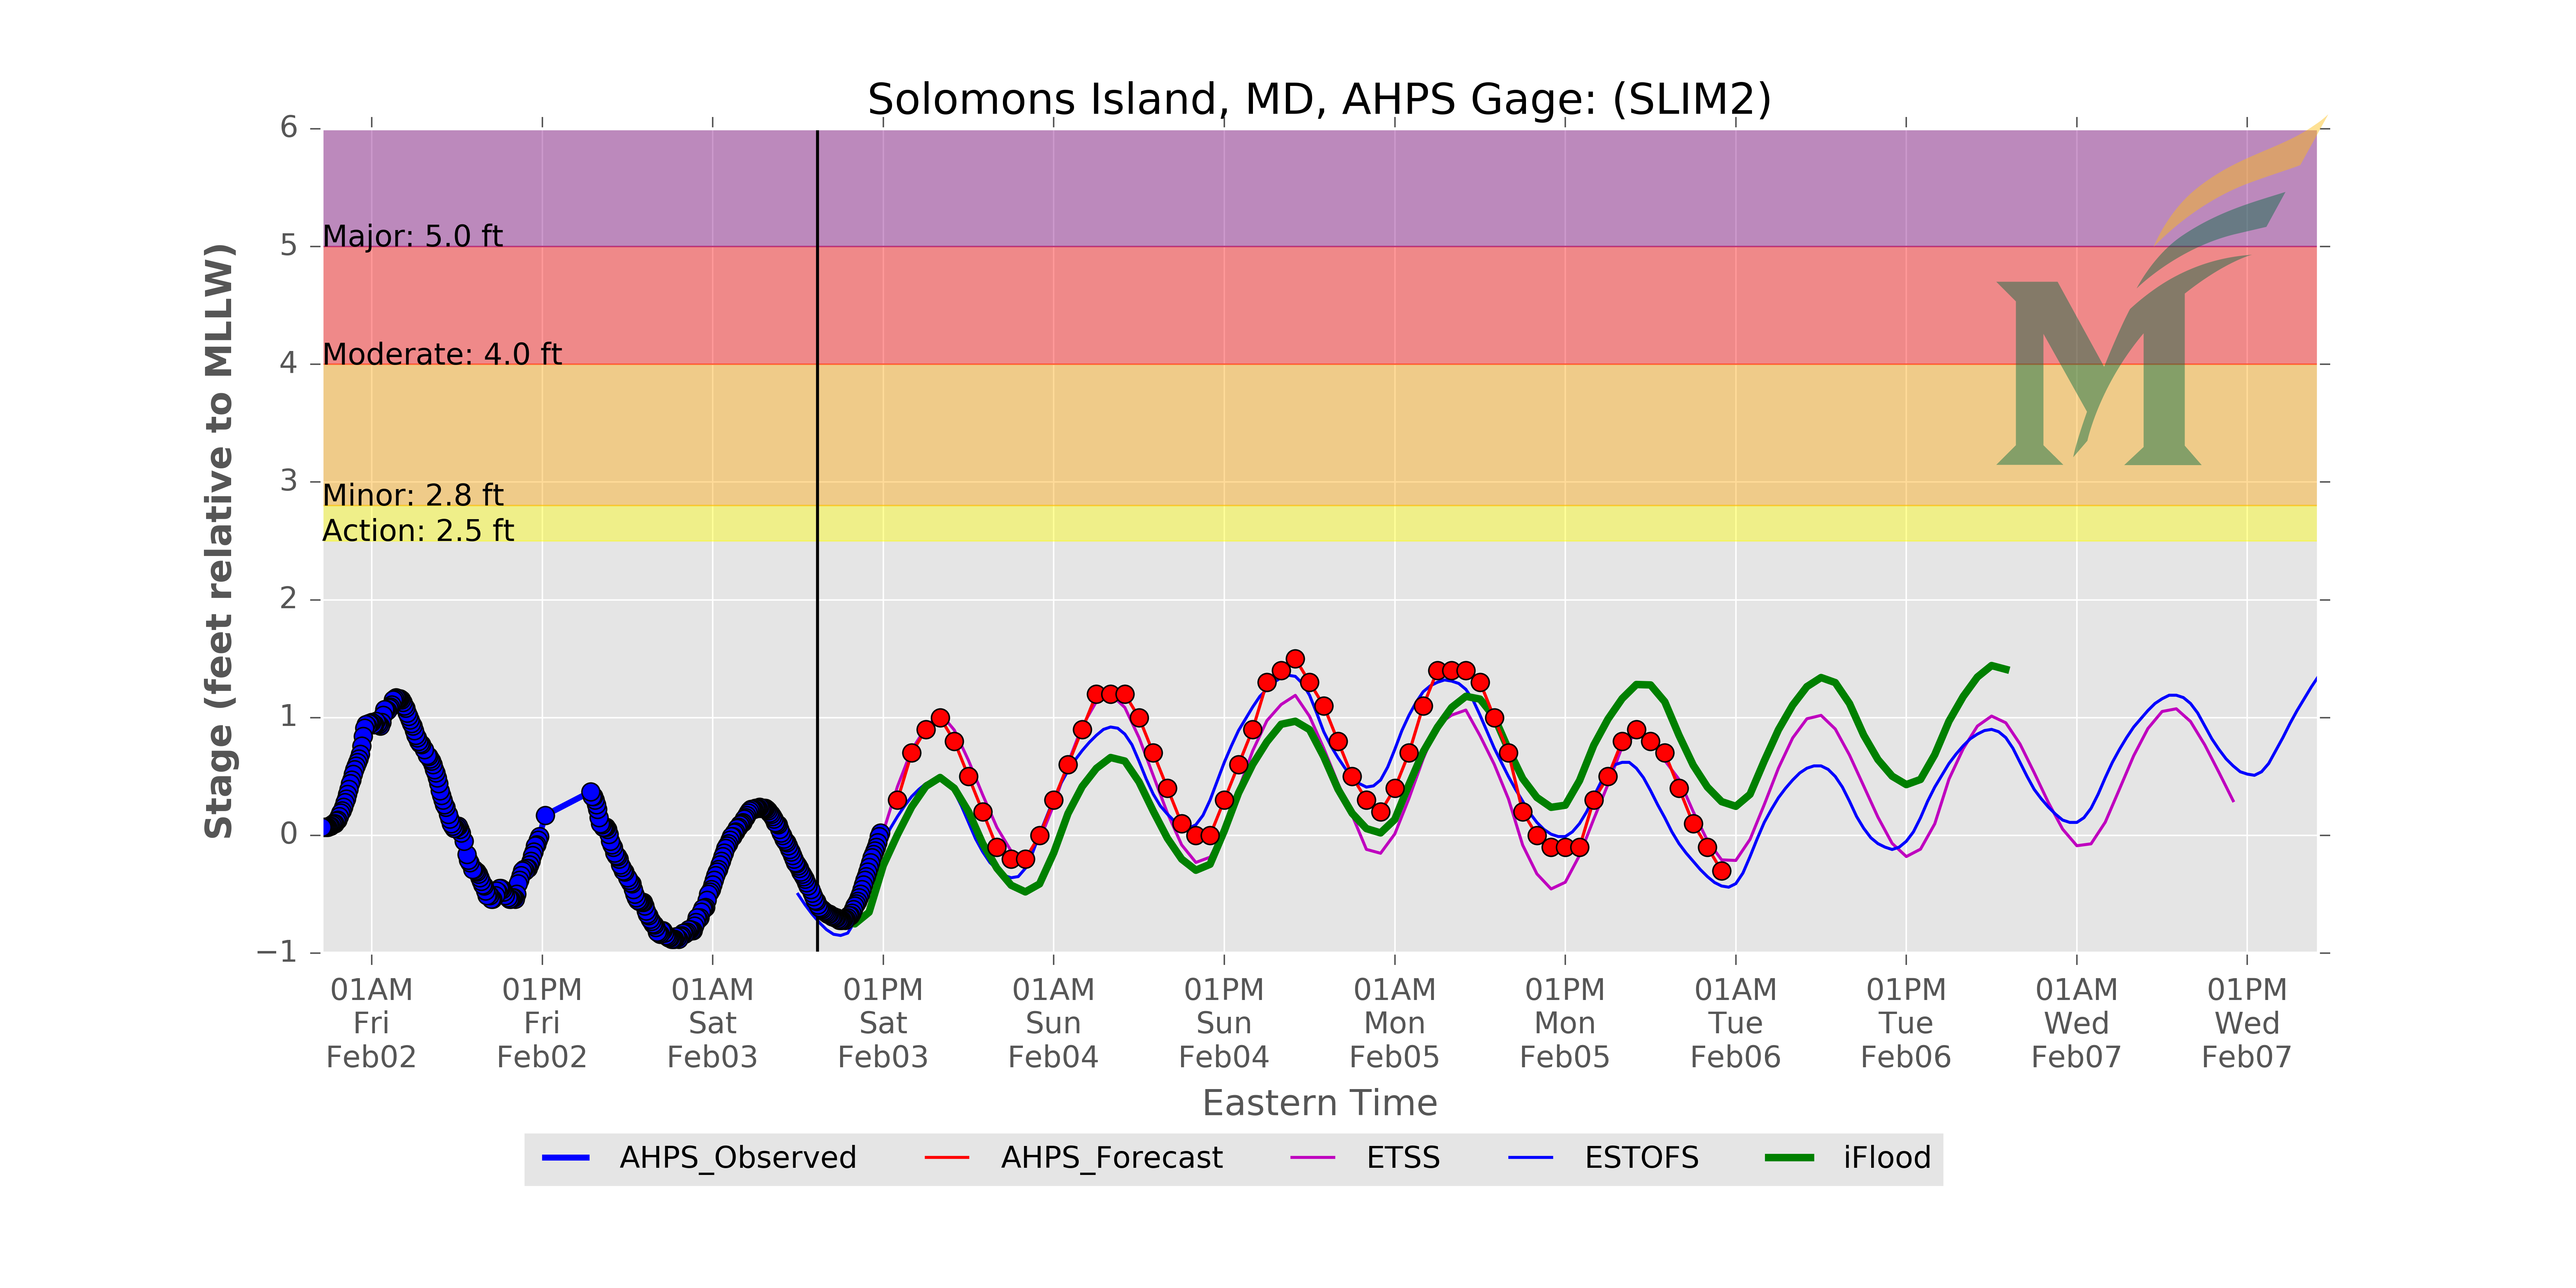 Solomons Island, MD, AHPS Gage: (SLIM2)
6
5
4
3
2
1
0
−1
Stage (feet relative to MLLW)
Major: 5.0 ft
Moderate: 4.0 ft
Minor: 2.8 ft
Action: 2.5 ft
M
01AM 01PM 01AM 01PM 01AM 01PM 01AM 01PM 01AM 01PM 01AM 01PM
Fri Fri Sat Sat Sun Sun Mon Mon Tue Tue Wed Wed
Feb02 Feb02 Feb03 Feb03 Feb04 Feb04 Feb05 Feb05 Feb06 Feb06 Feb07 Feb07
Eastern Time
AHPS_Observed AHPS_Forecast ETSS ESTOFS iFlood